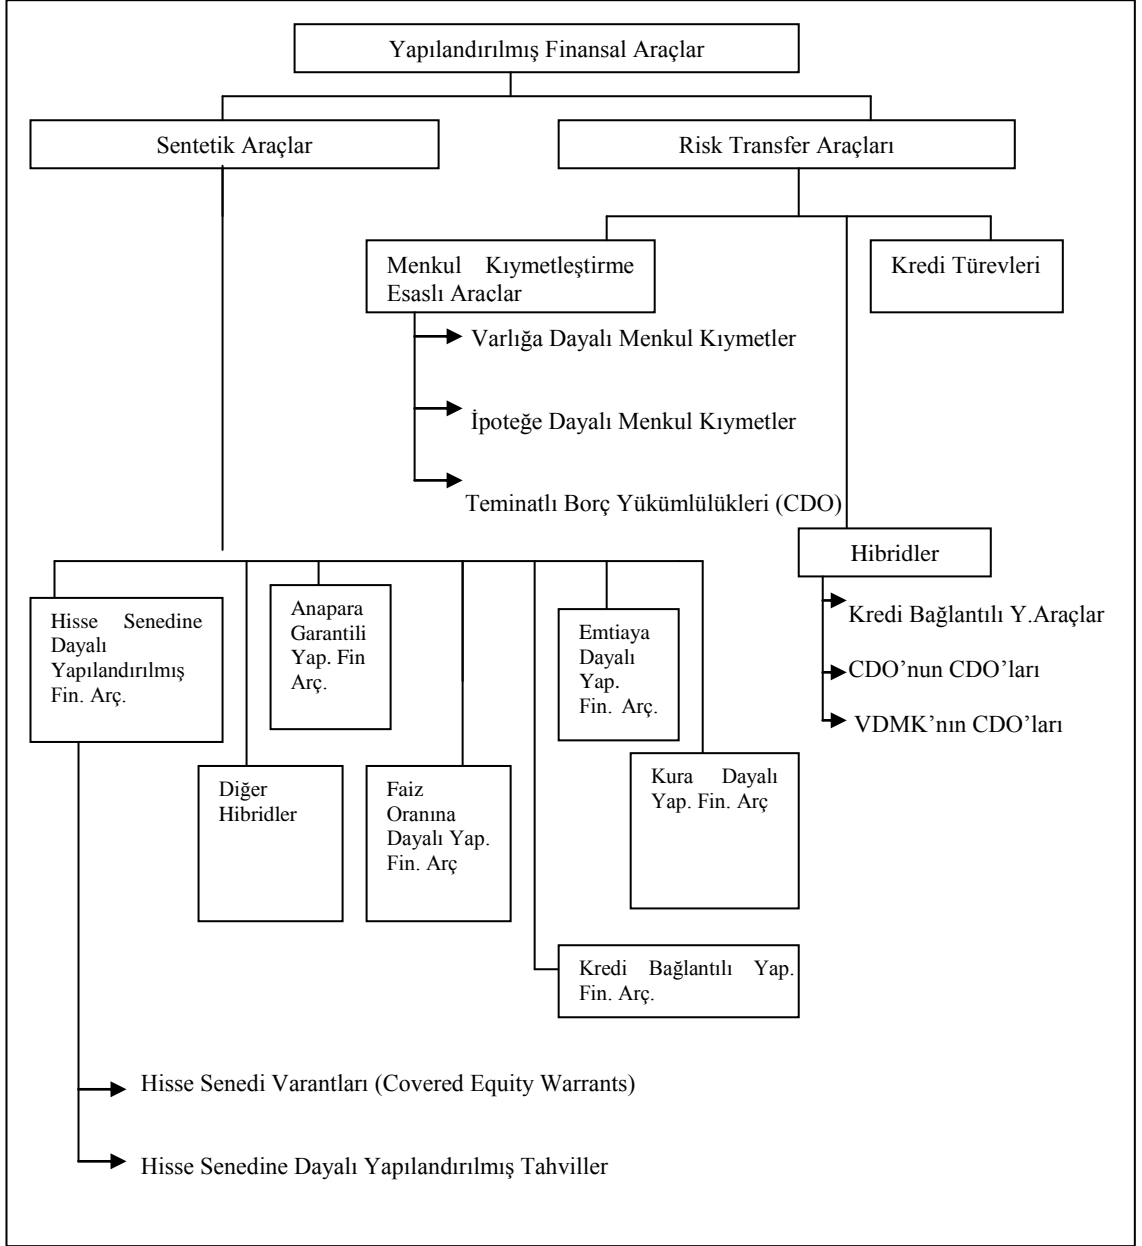 Yapılandırılmış Finansal Araçlar
Sentetik Araçlar
Risk Transfer Araçları
Menkul Kıymetleştirme
Esaslı Araclar
Kredi Türevleri
Varlığa Dayalı Menkul Kıymetler
İpoteğe Dayalı Menkul Kıymetler
Teminatlı Borç Yükümlülükleri (CDO)
Hibridler
Kredi Bağlantılı Y.Araçlar
CDO’nun CDO’ları
VDMK’nın CDO’ları
Hisse Senedine
Dayalı
Yapılandırılmış
Fin. Arç.
Anapara
Garantili
Yap. Fin
Arç.
Emtiaya
Dayalı
Yap.
Fin. Arç.
Diğer
Hibridler
Faiz
Oranına
Dayalı Yap.
Fin. Arç
Kura Dayalı
Yap. Fin. Arç
Kredi Bağlantılı Yap.
Fin. Arç.
Hisse Senedi Varantları (Covered Equity Warrants)
Hisse Senedine Dayalı Yapılandırılmış Tahviller